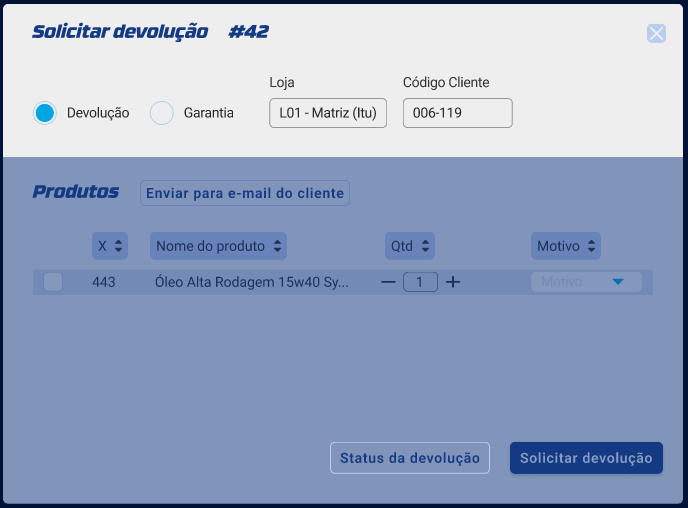 Solicitar devolução #42
Loja Código Cliente
Devolução Garantia L01 - Matriz (Itu) 006-119
Produtos Enviar para e-mail do cliente
X Nome do produto Qtd Motivo
443 Óleo Alta Rodagem 15w40 Sy... 1 Motivo
Status da devolução Solicitar devolução